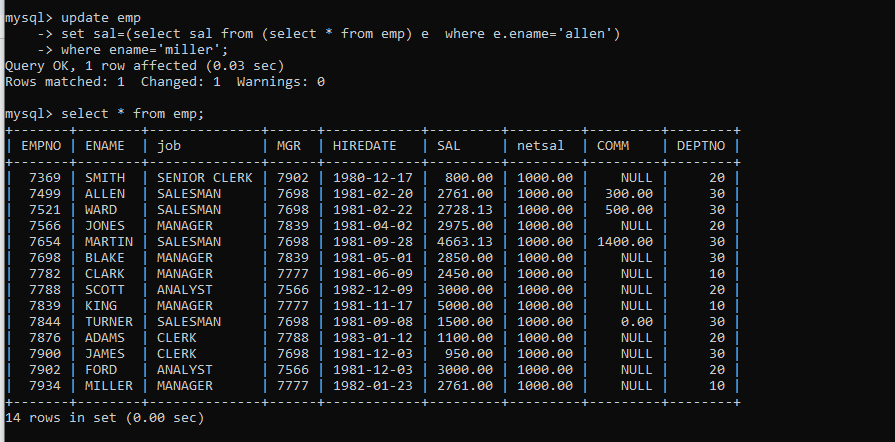 mysql> update emp
    -> set sal=(select sal from (select * from emp) e  where e.ename='allen')
    -> where ename='miller';
Query OK, 1 row affected (0.03 sec)
Rows matched: 1  Changed: 1  Warnings: 0
mysql> select * from emp;
+-------+--------+--------------+------+------------+---------+---------+---------+--------+
| EMPNO | ENAME  | job          | MGR  | HIREDATE   | SAL     | netsal  | COMM    | DEPTNO |
+-------+--------+--------------+------+------------+---------+---------+---------+--------+
|  7369 | SMITH  | SENIOR CLERK | 7902 | 1980-12-17 |  800.00 | 1000.00 |    NULL |     20 |
|  7499 | ALLEN  | SALESMAN     | 7698 | 1981-02-20 | 2761.00 | 1000.00 |  300.00 |     30 |
|  7521 | WARD   | SALESMAN     | 7698 | 1981-02-22 | 2728.13 | 1000.00 |  500.00 |     30 |
|  7566 | JONES  | MANAGER      | 7839 | 1981-04-02 | 2975.00 | 1000.00 |    NULL |     20 |
|  7654 | MARTIN | SALESMAN     | 7698 | 1981-09-28 | 4663.13 | 1000.00 | 1400.00 |     30 |
|  7698 | BLAKE  | MANAGER      | 7839 | 1981-05-01 | 2850.00 | 1000.00 |    NULL |     30 |
|  7782 | CLARK  | MANAGER      | 7777 | 1981-06-09 | 2450.00 | 1000.00 |    NULL |     10 |
|  7788 | SCOTT  | ANALYST      | 7566 | 1982-12-09 | 3000.00 | 1000.00 |    NULL |     20 |
|  7839 | KING   | MANAGER      | 7777 | 1981-11-17 | 5000.00 | 1000.00 |    NULL |     10 |
|  7844 | TURNER | SALESMAN     | 7698 | 1981-09-08 | 1500.00 | 1000.00 |    0.00 |     30 |
|  7876 | ADAMS  | CLERK        | 7788 | 1983-01-12 | 1100.00 | 1000.00 |    NULL |     20 |
|  7900 | JAMES  | CLERK        | 7698 | 1981-12-03 |  950.00 | 1000.00 |    NULL |     30 |
|  7902 | FORD   | ANALYST      | 7566 | 1981-12-03 | 3000.00 | 1000.00 |    NULL |     20 |
|  7934 | MILLER | MANAGER      | 7777 | 1982-01-23 | 2761.00 | 1000.00 |    NULL |     10 |
+-------+--------+--------------+------+------------+---------+---------+---------+--------+
14 rows in set (0.00 sec)